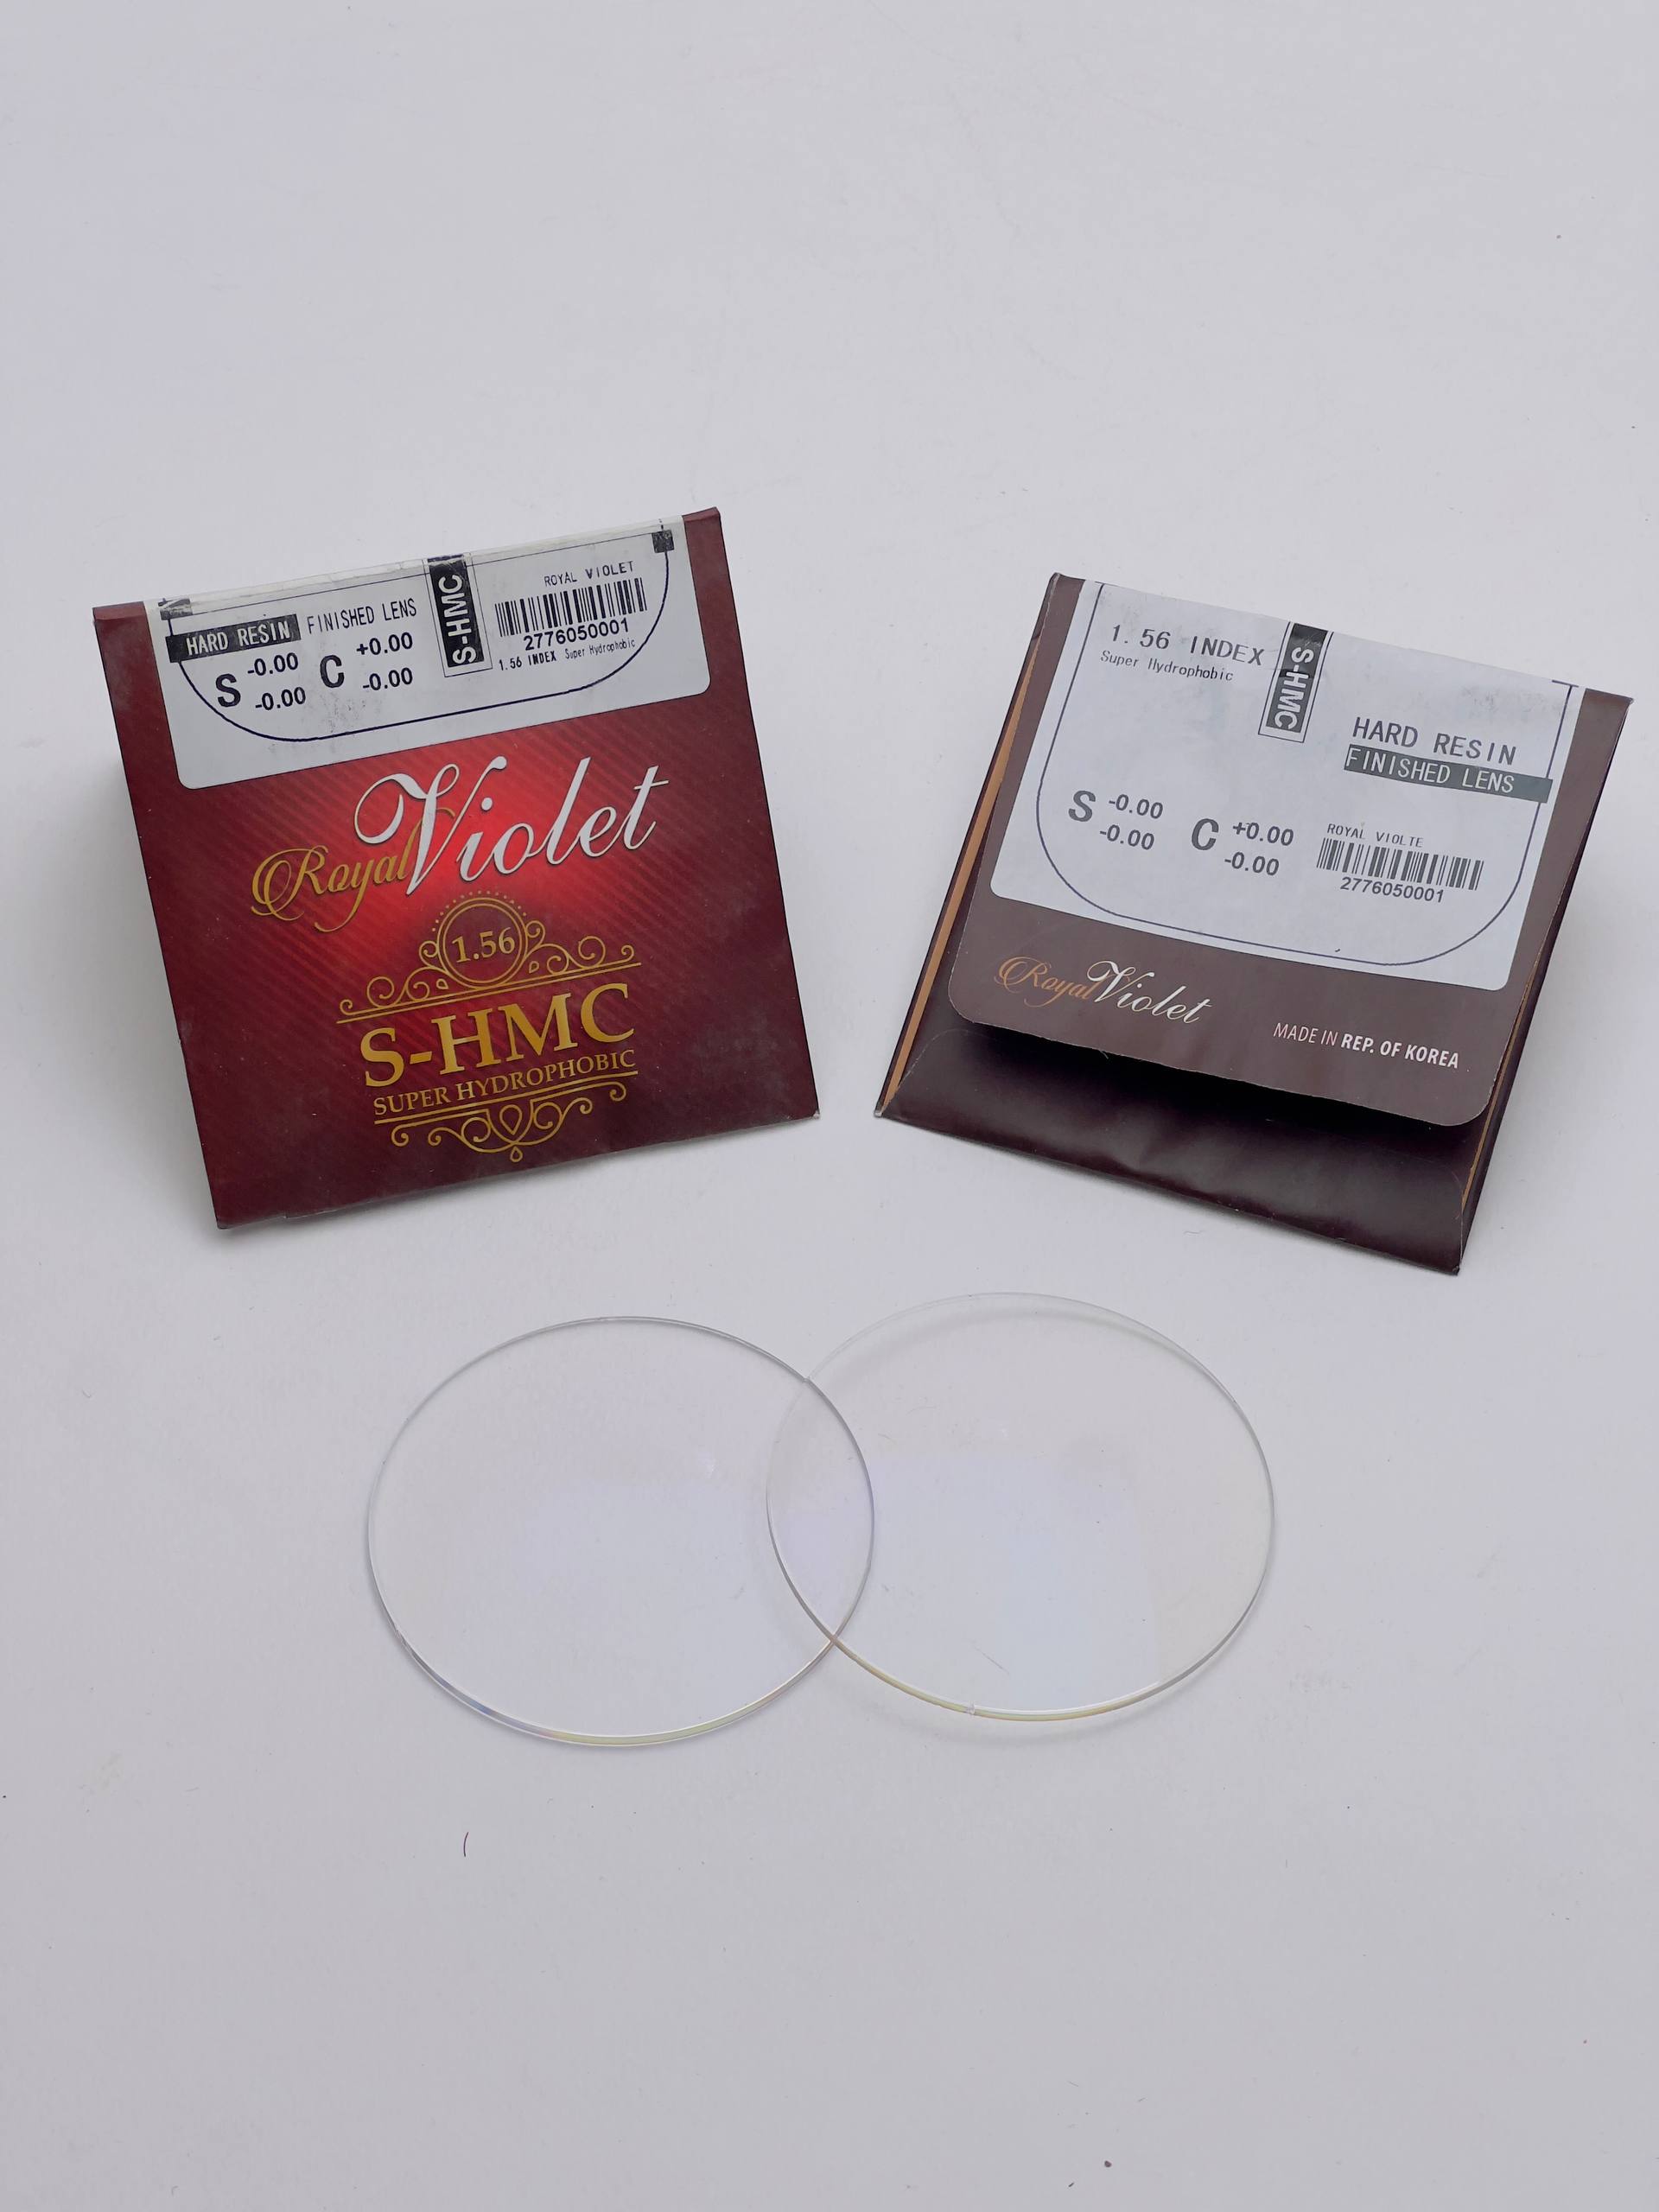 HARD RESIN FINISHED LENS
S -0.00 C +0.00
-0.00 -0.00
S-HMC
ROYAL VIOLET
2776050001
1.56 INDEX Super Hydrophobic
Royal Violet
1.56
S-HMC
SUPER HYDROPHOBIC
1.56 INDEX
Super Hydrophobic
S-HMC
HARD RESIN
FINISHED LENS
S -0.00 C +0.00
-0.00 -0.00
ROYAL VIOLTE
2776050001
Royal Violet
MADE IN REP. OF KOREA